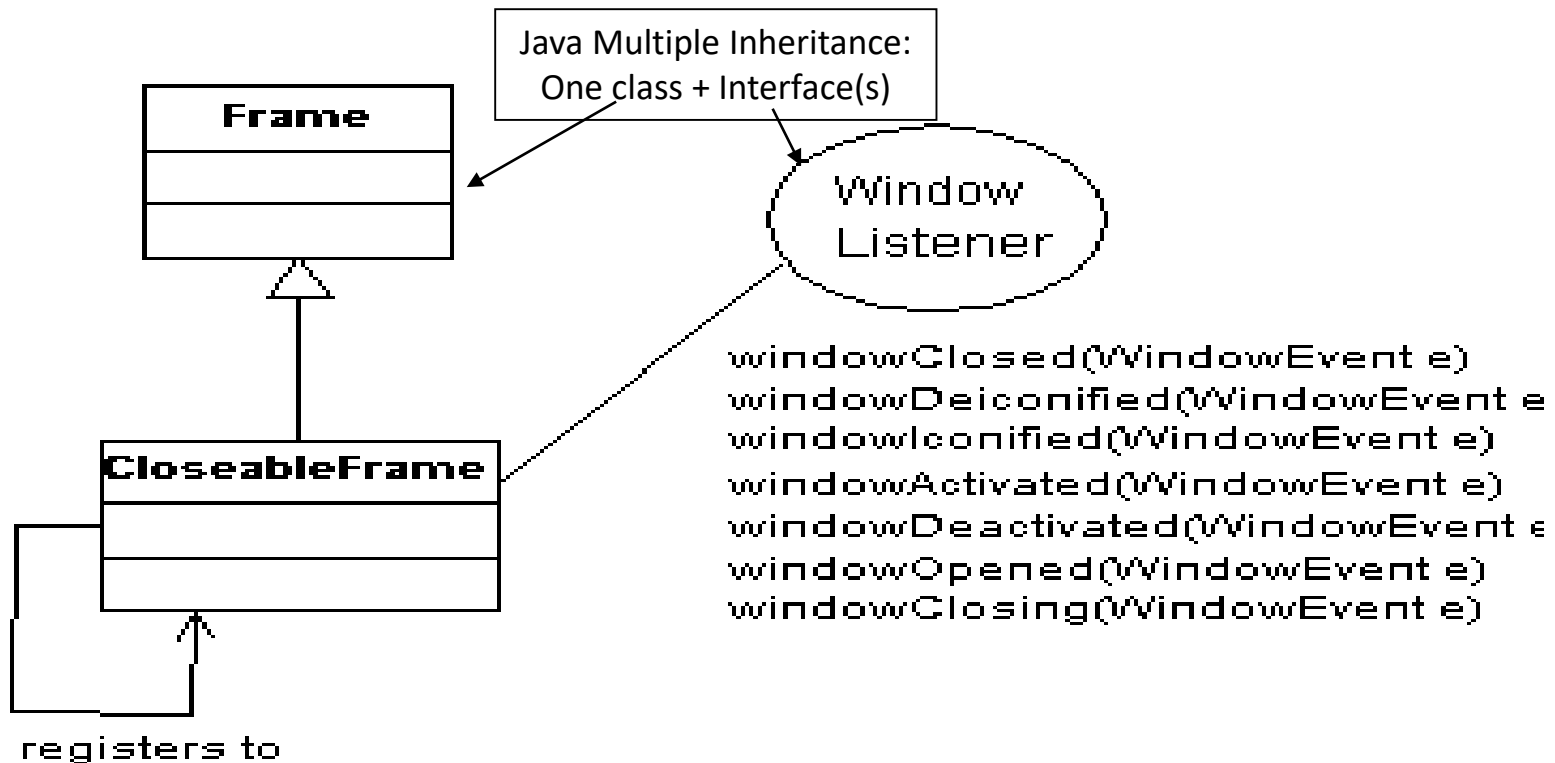 Java Multiple Inheritance:
One class + Interface(s)
Frame
Window
Listener
CloseableFrame
windowClosed(WindowEvent e)
windowDeiconified(WindowEvent e
windowIconified(WindowEvent e)
windowActivated(WindowEvent e)
windowDeactivated(WindowEvent e
windowOpened(WindowEvent e)
windowClosing(WindowEvent e)
registers to